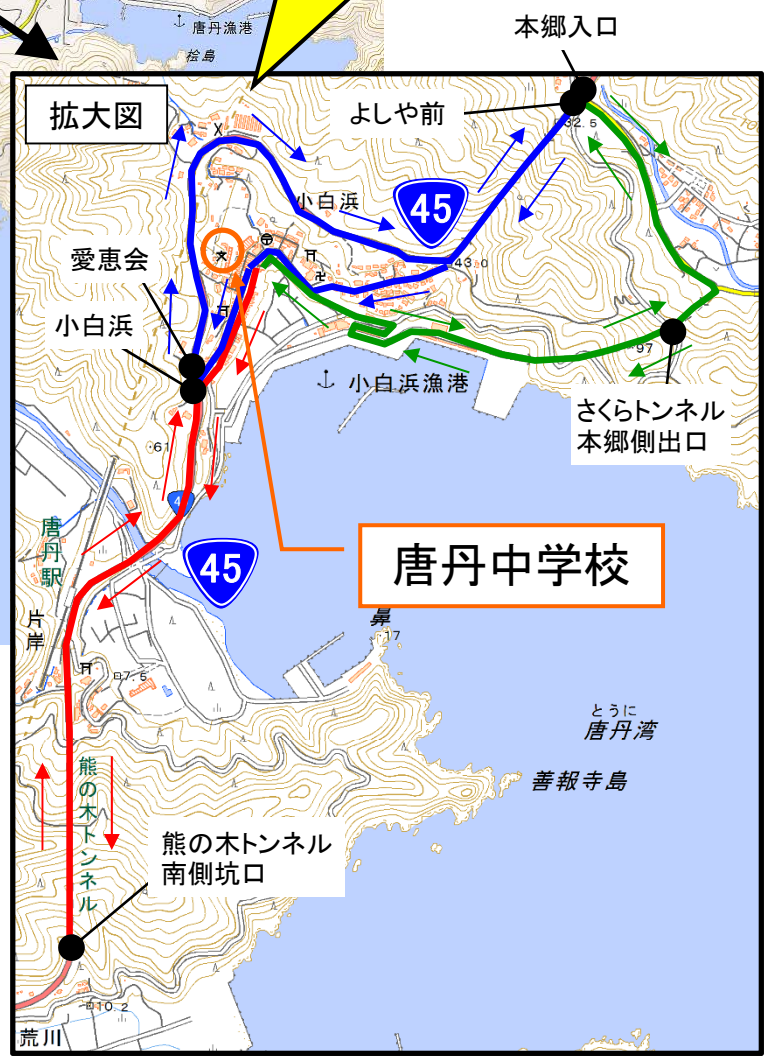 唐丹漁港
桧島
本郷入口
拡大図
よしや前
32.5
小白浜
45
愛恵会
43.0
小白浜
97
小白浜漁港
さくらトンネル
本郷側出口
61
唐丹駅
45
唐丹中学校
片岸
鼻
17
7.5
とうに
唐丹湾
善報寺島
熊の木トンネル
熊の木トンネル
南側坑口
10.2
荒川